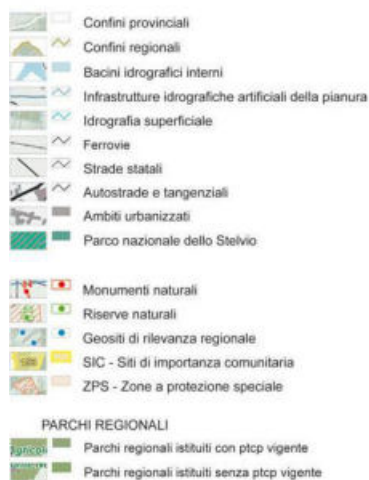 Confini provinciali
Confini regionali
Bacini idrografici interni
Infrastrutture idrografiche artificiali della pianura
Idrografia superficiale
Ferrovie
Strade statali
Autostrade e tangenziali
Ambiti urbanizzati
Parco nazionale dello Stelvio
Monumenti naturali
Riserve naturali
Geositi di rilevanza regionale
SIC - Siti di importanza comunitaria
ZPS - Zone a protezione speciale
PARCHI REGIONALI
Parchi regionali istituiti con ptcp vigente
Parchi regionali istituiti senza ptcp vigente